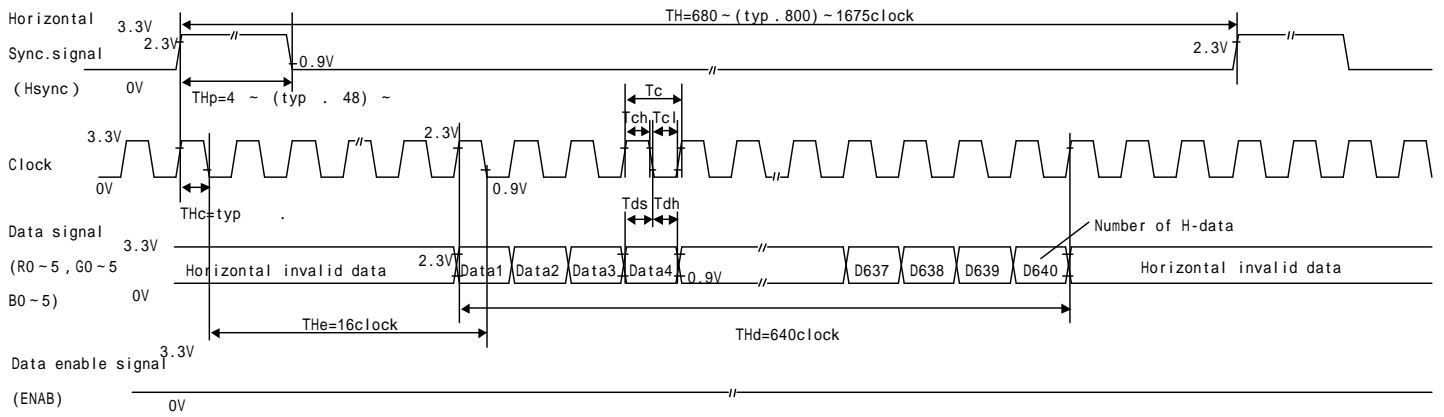 Horizontal
Sync.signal
(Hsync)
3.3V
2.3V
0V
TH=680～(typ.800)～1675clock
0.9V
2.3V
THp=4 ～ (typ . 48) ～
Tc
Tch
Tcl
Clock
3.3V
0V
2.3V
0.9V
THc=typ .
Tds
Tdh
Number of H-data
Data signal
(R0～5,G0～5
B0～5)
3.3V
0V
Horizontal invalid data
2.3V
Data1
Data2
Data3
Data4
0.9V
D637
D638
D639
D640
Horizontal invalid data
THe=16clock
THd=640clock
Data enable signal
(ENAB)
3.3V
0V